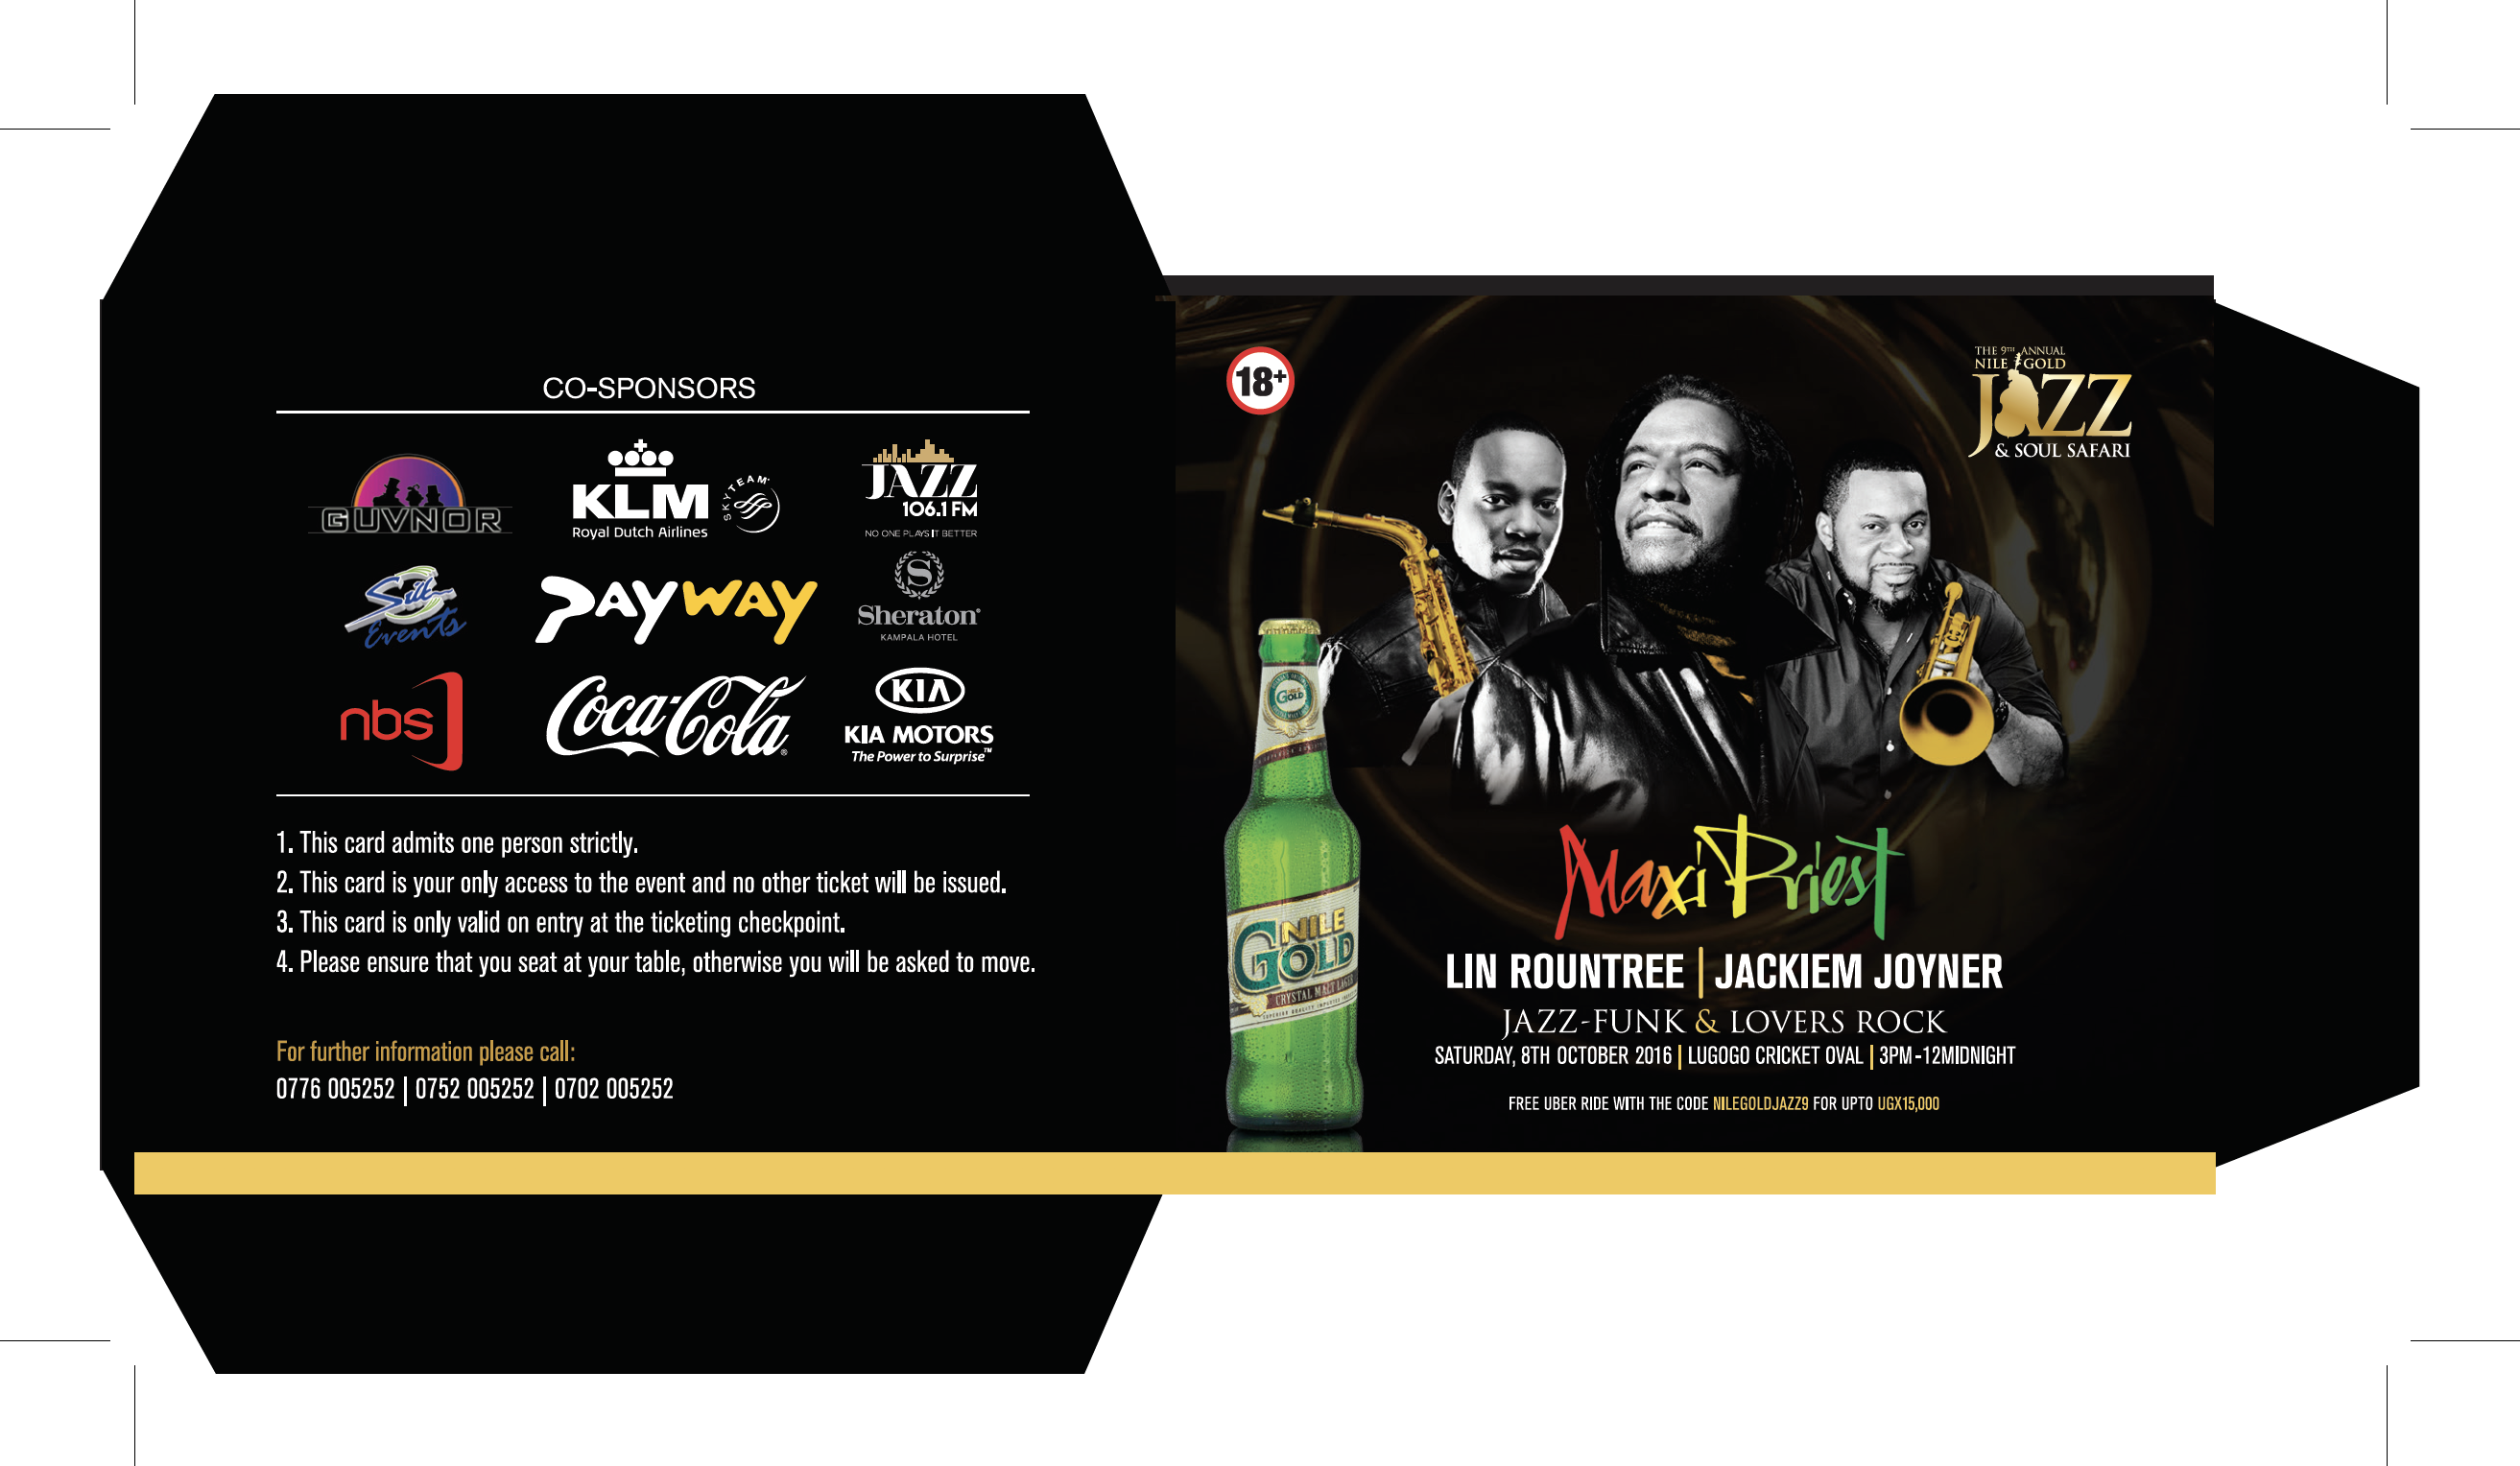 CO-SPONSORS
GUVNOR
KLM
Royal Dutch Airlines
SKYTEAM
JAZZ
106.1 FM
NO ONE PLAYS IT BETTER
Silk
Events
PAYWAY
S
Sheraton®
KAMPALA HOTEL
nbs
Coca-Cola®
KIA
KIA MOTORS
The Power to Surprise™
1. This card admits one person strictly.
2. This card is your only access to the event and no other ticket will be issued.
3. This card is only valid on entry at the ticketing checkpoint.
4. Please ensure that you seat at your table, otherwise you will be asked to move.
For further information please call:
0776 005252 | 0752 005252 | 0702 005252
18+
THE 9TH ANNUAL
NILE GOLD
JAZZ
& SOUL SAFARI
NILE
GOLD
NILE
GOLD
CRYSTAL MALT LAGER
Maxi Priest
LIN ROUNTREE | JACKIEM JOYNER
JAZZ-FUNK & LOVERS ROCK
SATURDAY, 8TH OCTOBER 2016 | LUGOGO CRICKET OVAL | 3PM-12MIDNIGHT
FREE UBER RIDE WITH THE CODE NILEGOLDJAZZ9 FOR UPTO UGX15,000